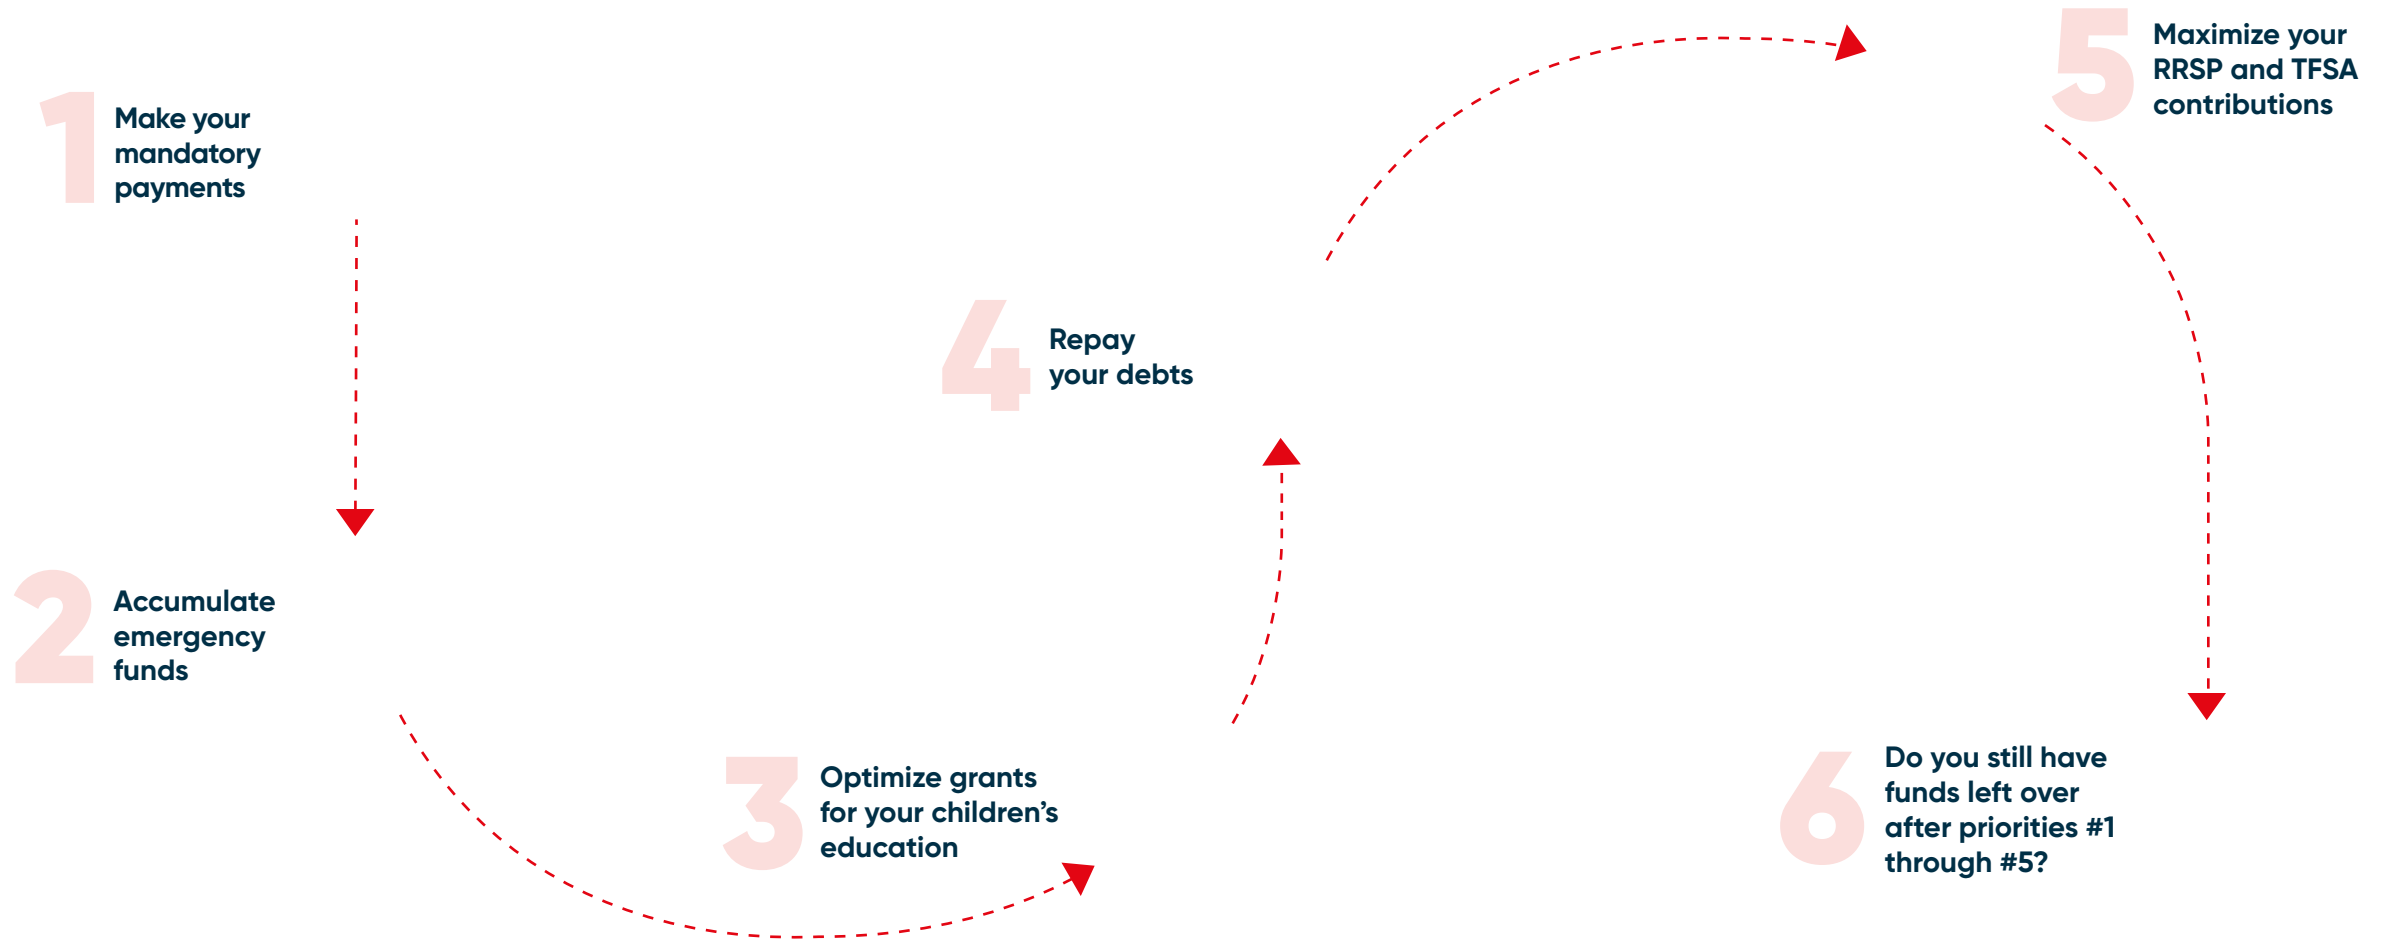 1
Make your
mandatory
payments
2
Accumulate
emergency
funds
3
Optimize grants
for your children’s
education
4
Repay
your debts
5
Maximize your
RRSP and TFSA
contributions
6
Do you still have
funds left over
after priorities #1
through #5?